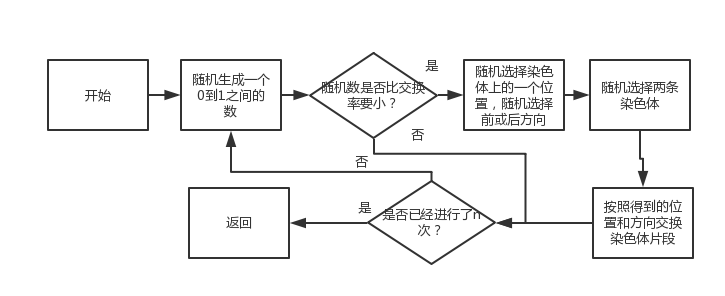 开始
随机生成一个
0到1之间的
数
随机数是否比交换
率要小？
是
随机选择染色
体上的一个位
置，随机选择
前或后方向
随机选择两条
染色体
否
否
按照得到的位
置和方向交换
染色体片段
是否已经进行了n
次？
是
返回